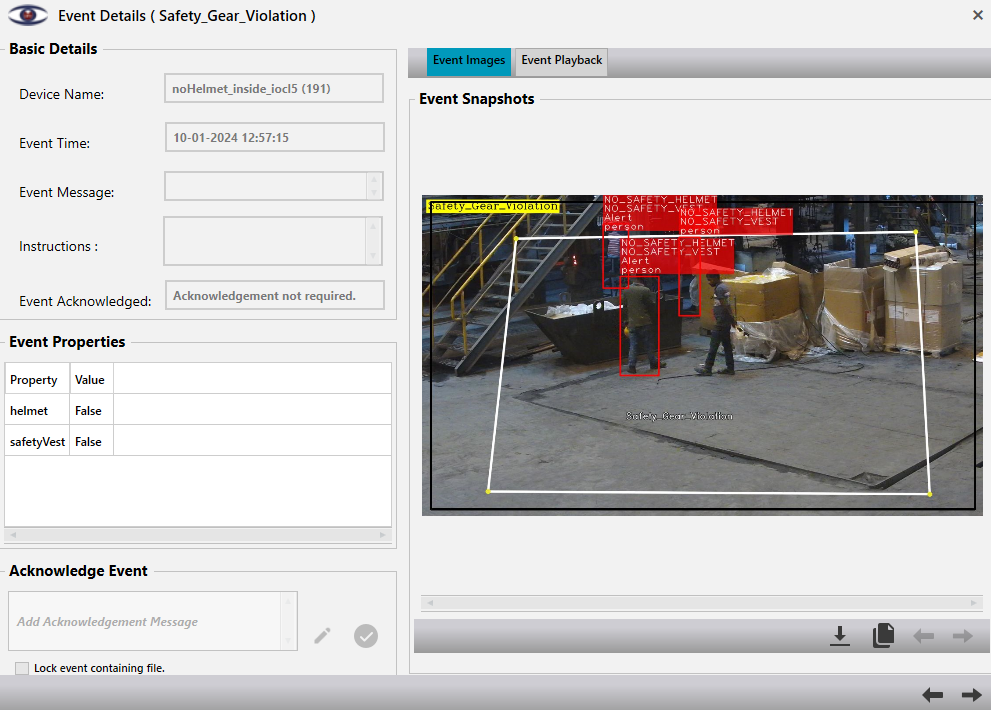 Event Details ( Safety_Gear_Violation )
Basic Details
Device Name:
noHelmet_inside_iocl5 (191)
Event Time:
10-01-2024 12:57:15
Event Message:
Instructions :
Event Acknowledged:
Acknowledgement not required.
Event Properties
Property Value
helmet False
safetyVest False
Acknowledge Event
Add Acknowledgement Message
Lock event containing file.
Event Images
Event Playback
Event Snapshots
Safety_Gear_Violation
NO_SAFETY_HELMET
NO_SAFETY_VEST
Alert
person
NO_SAFETY_HELMET
NO_SAFETY_VEST
person
NO_SAFETY_HELMET
NO_SAFETY_VEST
Alert
person
Safety_Gear_Violation